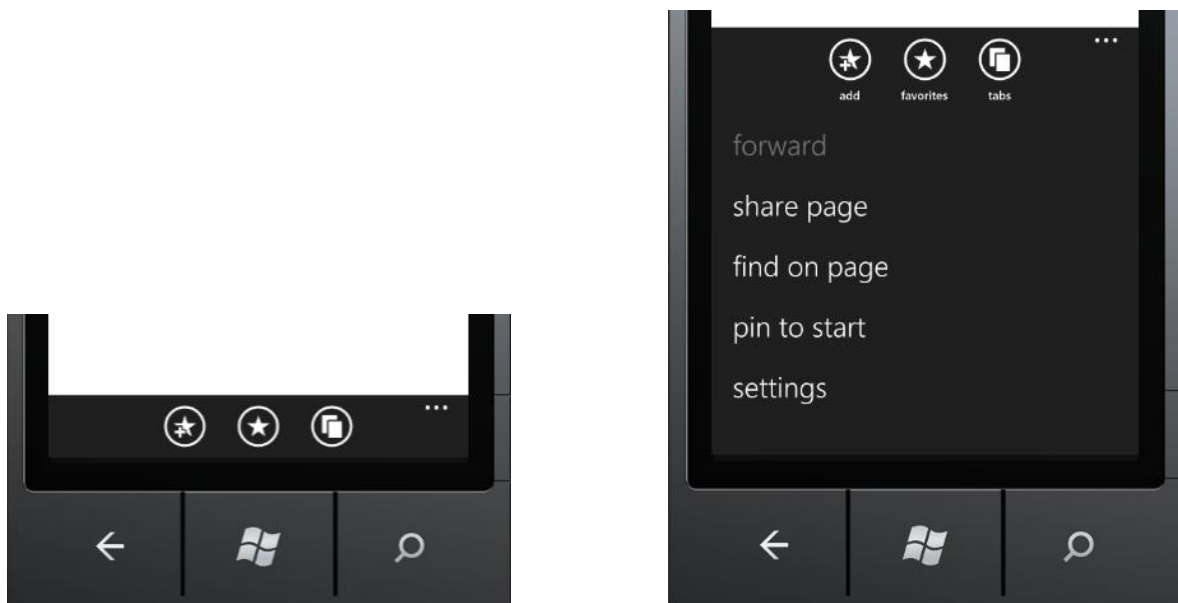 add favorites tabs
forward
share page
find on page
pin to start
settings